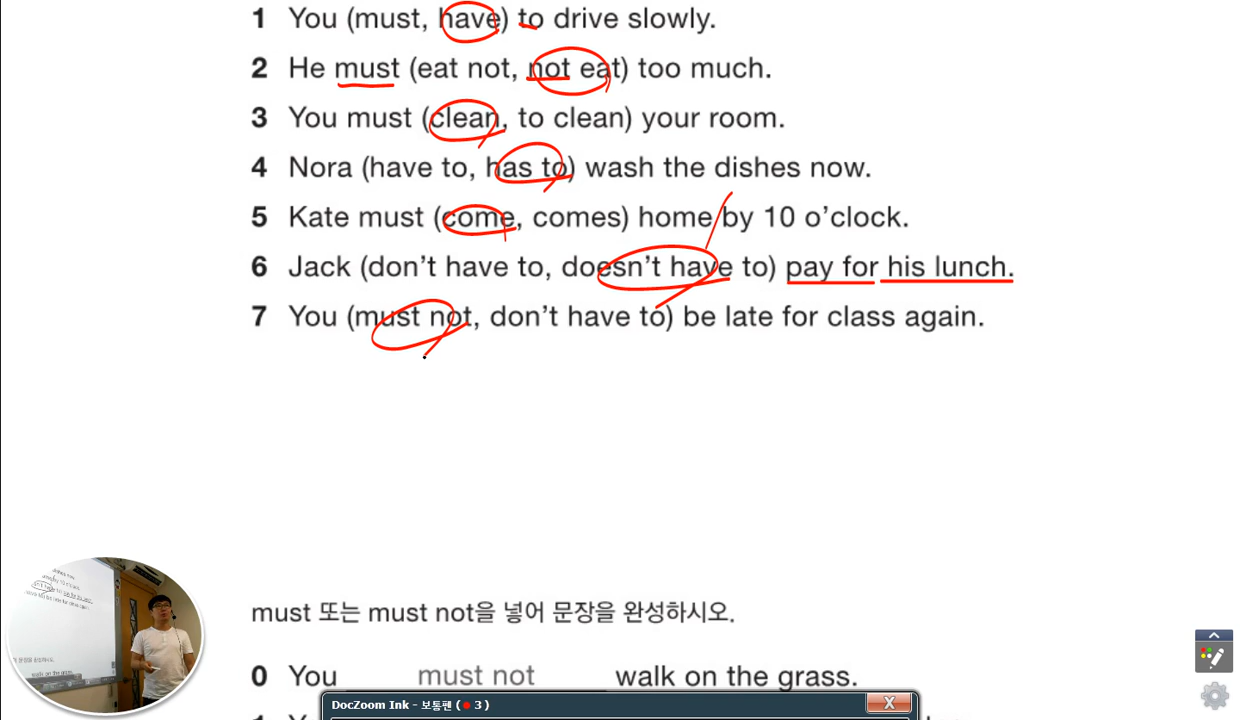 1 You (must, have) to drive slowly.
2 He must (eat not, not eat) too much.
3 You must (clean, to clean) your room.
4 Nora (have to, has to) wash the dishes now.
5 Kate must (come, comes) home by 10 o’clock.
6 Jack (don’t have to, doesn’t have to) pay for his lunch.
7 You (must not, don’t have to) be late for class again.
must 또는 must not을 넣어 문장을 완성하시오.
0 You must not walk on the grass.
DocZoom Ink - 보통펜 ( 3 )